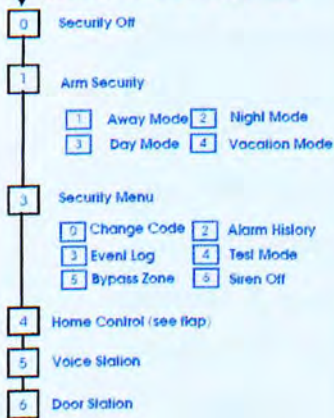 0 Security Off
1 Arm Security
1 Away Mode 2 Night Mode
3 Day Mode 4 Vacation Mode
3 Security Menu
0 Change Code 2 Alarm History
3 Event Log 4 Test Mode
5 Bypass Zone 6 Siren Off
4 Home Control (see flap)
5 Voice Station
6 Door Station